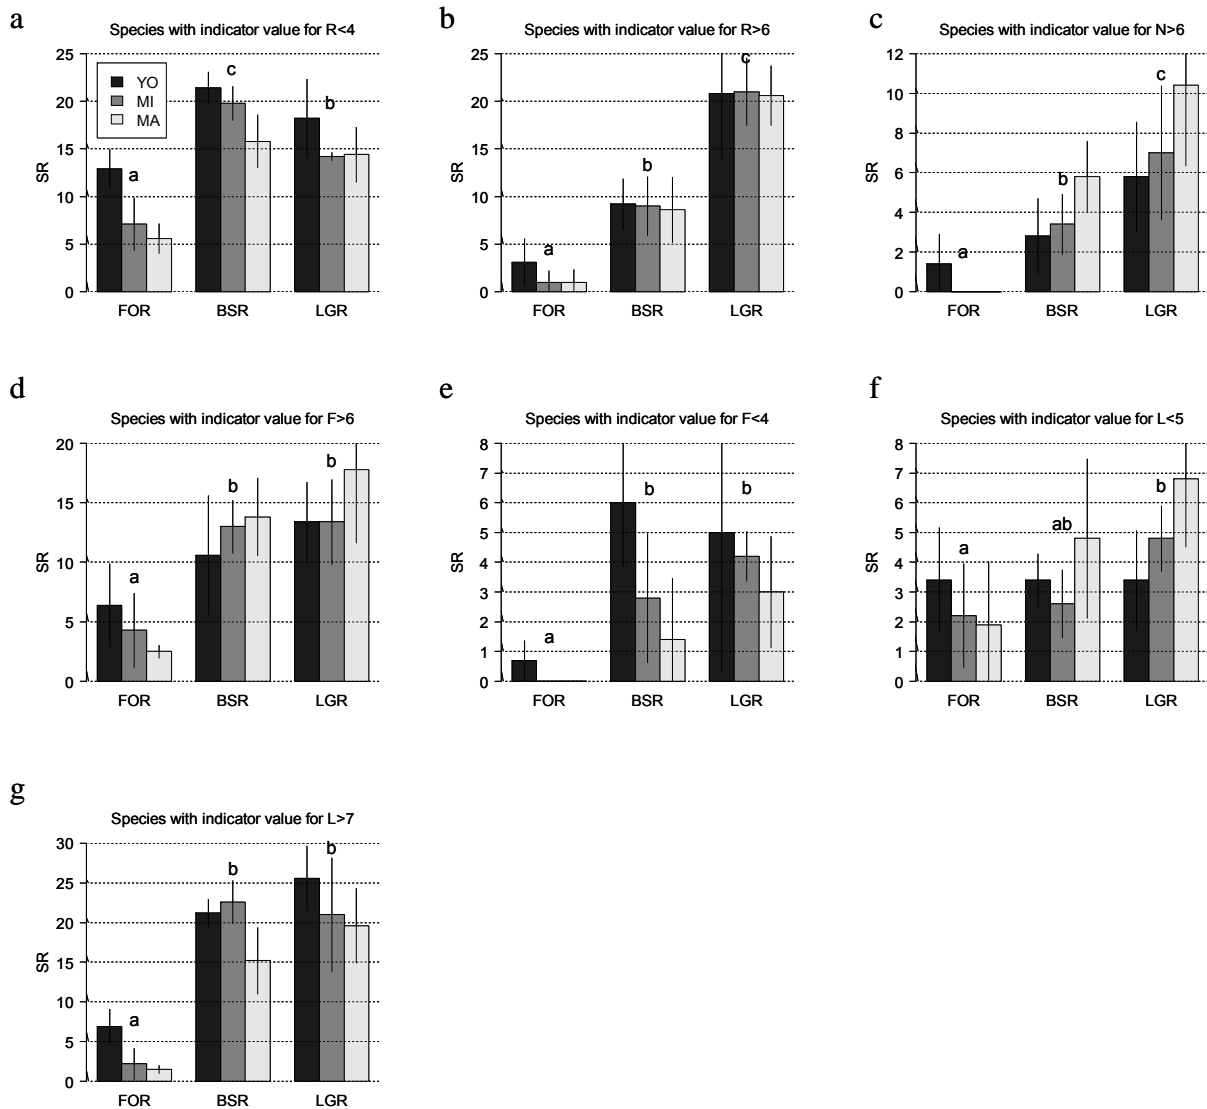 a
Species with indicator value for R<4
25
20
15
10
5
0
SR
YO
MI
MA
a
c
b
FOR BSR LGR
b
Species with indicator value for R>6
25
20
15
10
5
0
SR
a
b
c
FOR BSR LGR
c
Species with indicator value for N>6
12
10
8
6
4
2
0
SR
a
b
c
FOR BSR LGR
d
Species with indicator value for F>6
20
15
10
5
0
SR
a
b
b
FOR BSR LGR
e
Species with indicator value for F<4
8
7
6
5
4
3
2
1
0
SR
a
b
b
FOR BSR LGR
f
Species with indicator value for L<5
8
7
6
5
4
3
2
1
0
SR
a
ab
b
FOR BSR LGR
g
Species with indicator value for L>7
30
25
20
15
10
5
0
SR
a
b
b
FOR BSR LGR